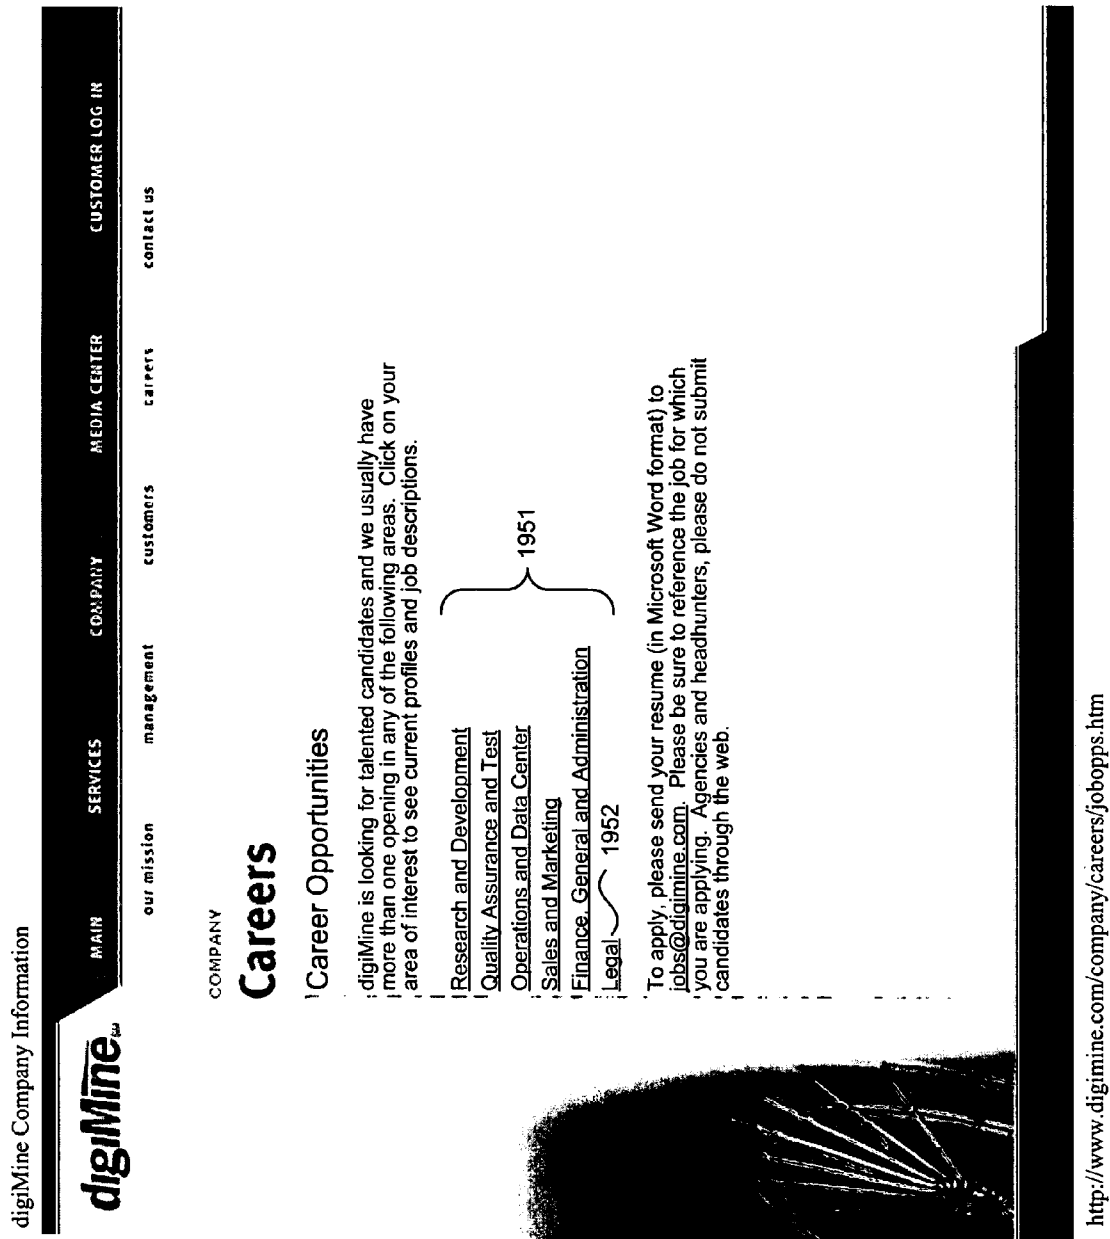 digiMine Company Information
digiMine
MAIN SERVICES COMPANY MEDIA CENTER CUSTOMER LOG IN
our mission management customers careers contact us
COMPANY
Careers
Career Opportunities
digiMine is looking for talented candidates and we usually have
more than one opening in any of the following areas. Click on your
area of interest to see current profiles and job descriptions.
Research and Development
Quality Assurance and Test
Operations and Data Center
Sales and Marketing
Finance, General and Administration
Legal 1952
1951
To apply, please send your resume (in Microsoft Word format) to
jobs@digimine.com. Please be sure to reference the job for which
you are applying. Agencies and headhunters, please do not submit
candidates through the web.
http://www.digimine.com/company/careers/jobopps.htm